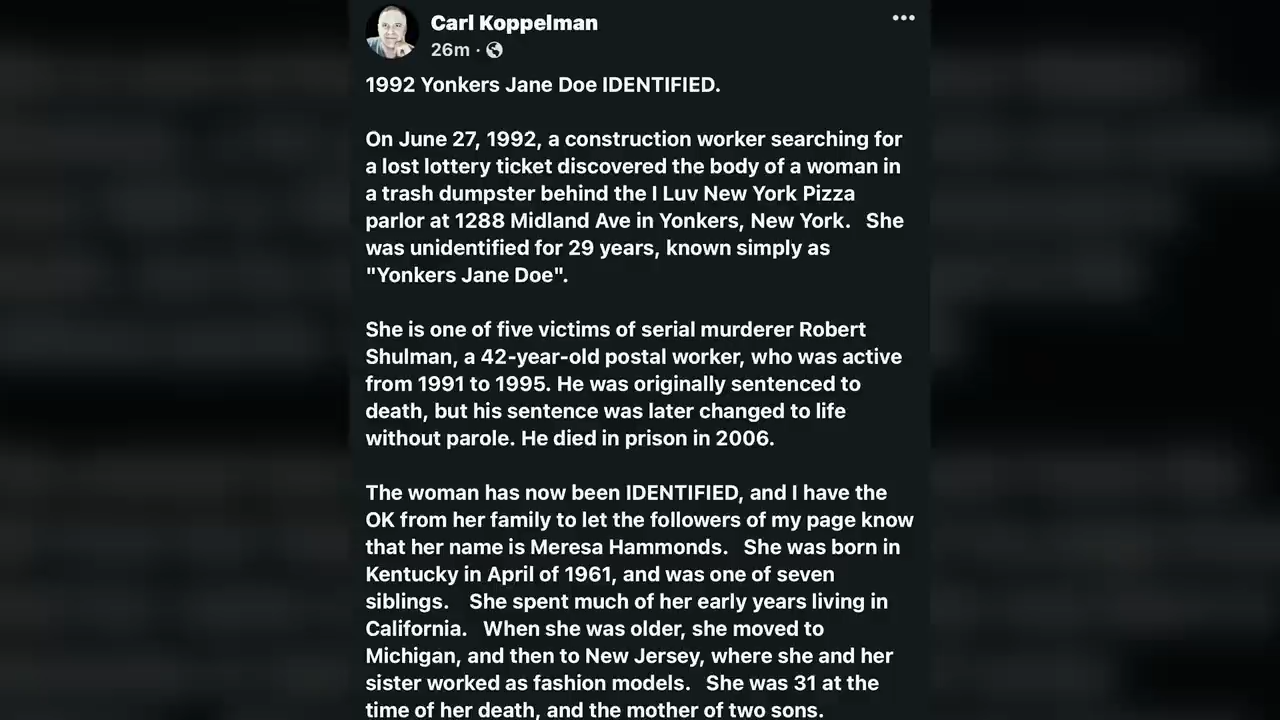 Carl Koppelman
26m ·
1992 Yonkers Jane Doe IDENTIFIED.
On June 27, 1992, a construction worker searching for
a lost lottery ticket discovered the body of a woman in
a trash dumpster behind the I Luv New York Pizza
parlor at 1288 Midland Ave in Yonkers, New York. She
was unidentified for 29 years, known simply as
"Yonkers Jane Doe".
She is one of five victims of serial murderer Robert
Shulman, a 42-year-old postal worker, who was active
from 1991 to 1995. He was originally sentenced to
death, but his sentence was later changed to life
without parole. He died in prison in 2006.
The woman has now been IDENTIFIED, and I have the
OK from her family to let the followers of my page know
that her name is Meresa Hammonds. She was born in
Kentucky in April of 1961, and was one of seven
siblings. She spent much of her early years living in
California. When she was older, she moved to
Michigan, and then to New Jersey, where she and her
sister worked as fashion models. She was 31 at the
time of her death, and the mother of two sons.